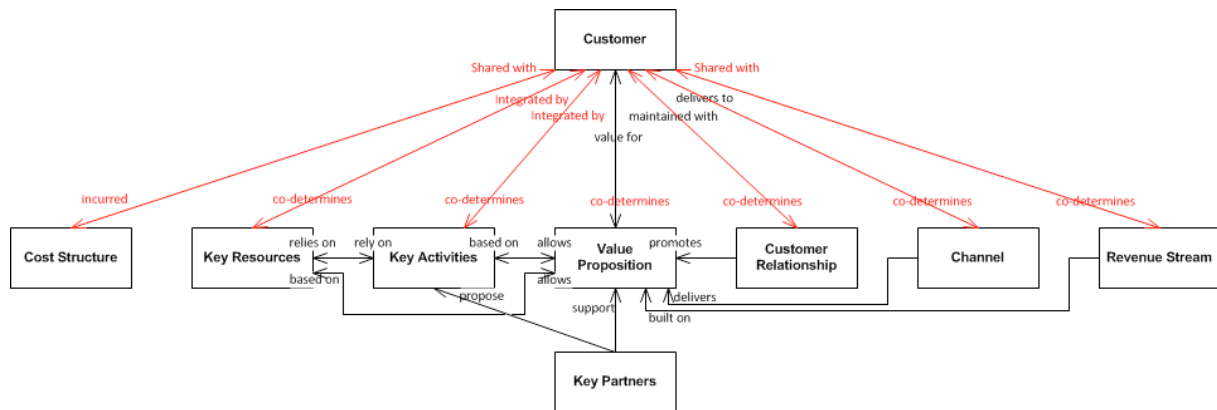 Customer
Shared with
Shared with
Integrated by
delivers to
Integrated by
maintained with
value for
incurred
co-determines
co-determines
co-determines
co-determines
co-determines
co-determines
Cost Structure
Key Resources
relies on
rely on
Key Activities
based on
allows
Value
Proposition
promotes
Customer
Relationship
Channel
Revenue Stream
based on
allows
propose
support
delivers
built on
Key Partners